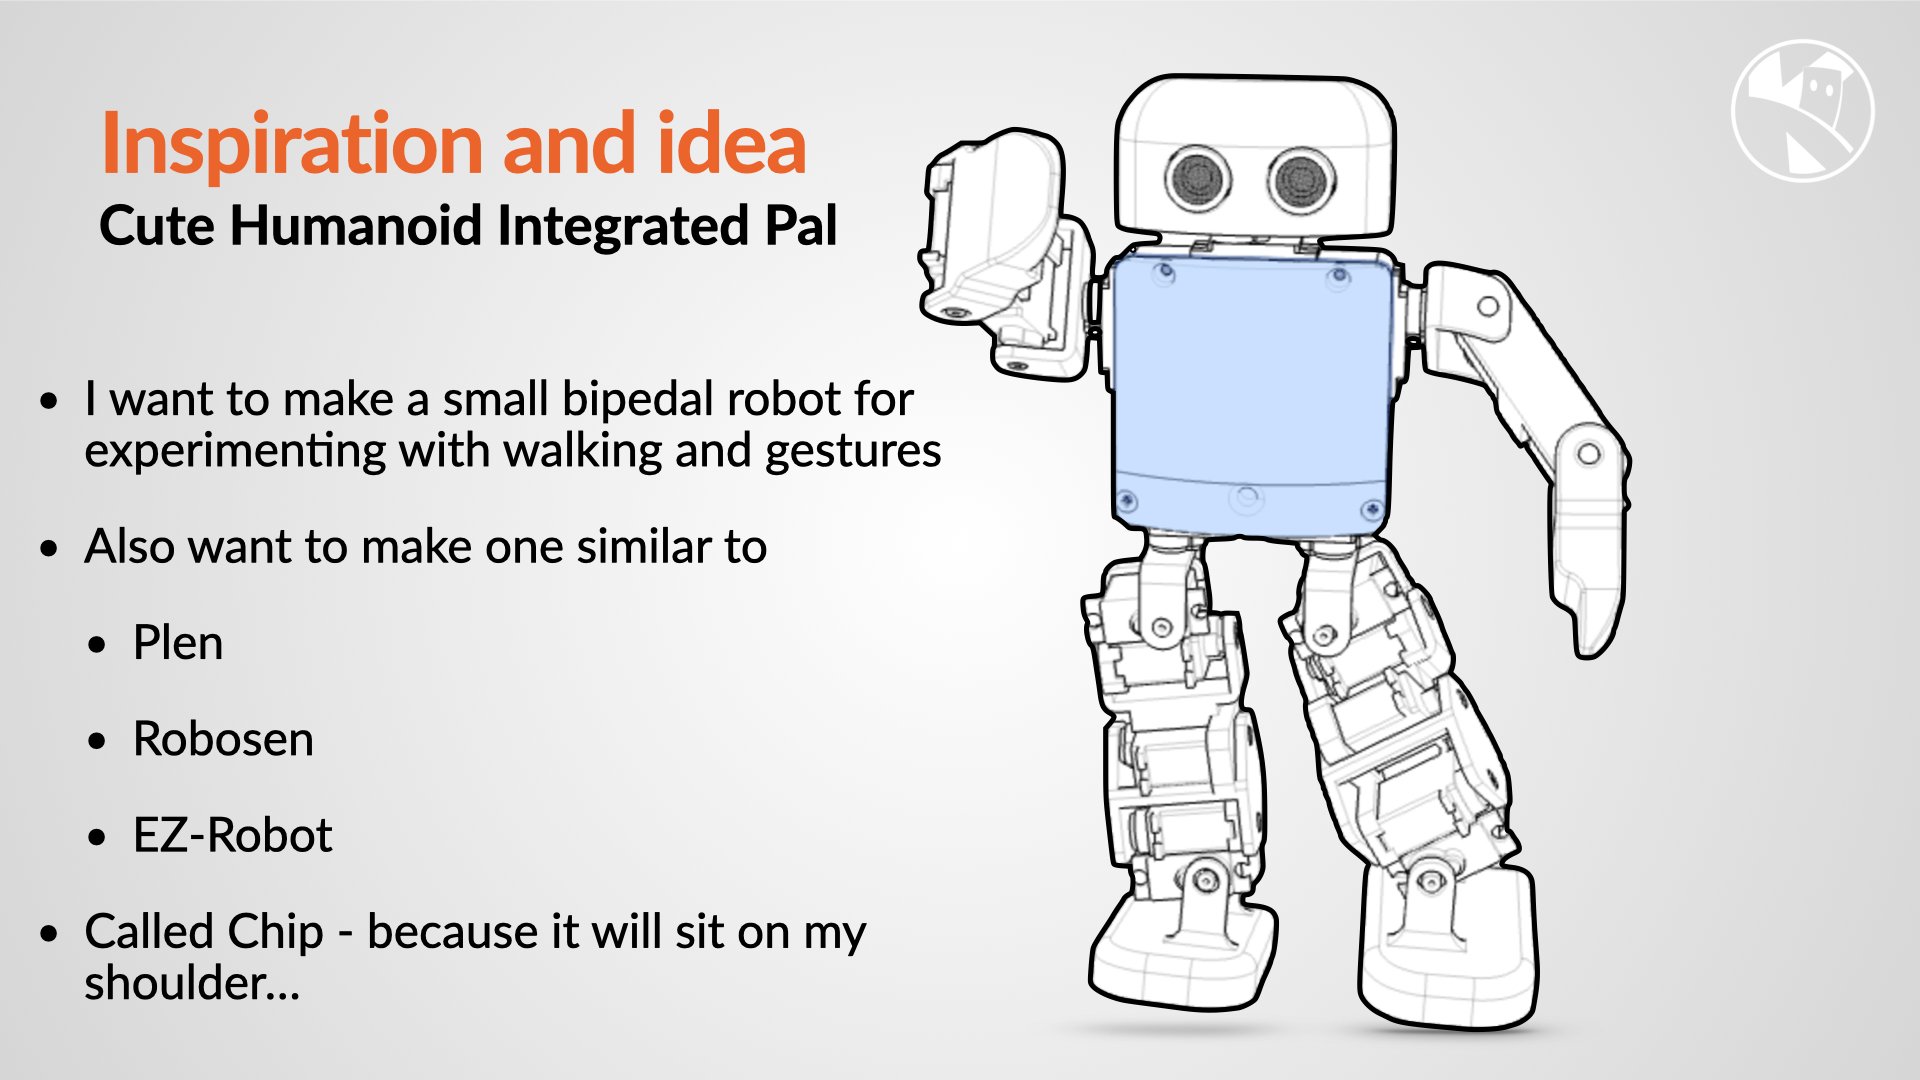 Inspiration and idea
Cute Humanoid Integrated Pal
• I want to make a small bipedal robot for
experimenting with walking and gestures
• Also want to make one similar to
• Plen
• Robosen
• EZ-Robot
• Called Chip - because it will sit on my
shoulder...